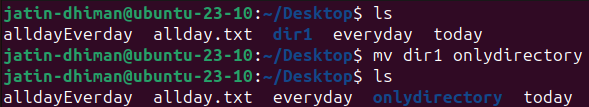 jatin-dhiman@ubuntu-23-10:~/Desktop$ ls
alldayEverday  allday.txt  dir1  everyday  today
jatin-dhiman@ubuntu-23-10:~/Desktop$ mv dir1 onlydirectory
jatin-dhiman@ubuntu-23-10:~/Desktop$ ls
alldayEverday  allday.txt  everyday  onlydirectory  today